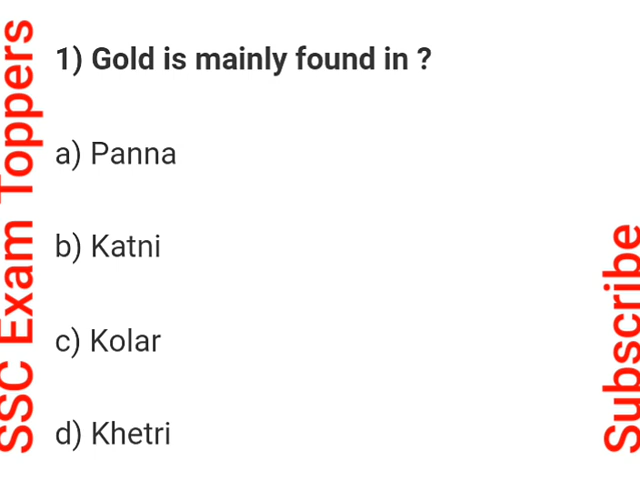 SSC Exam Toppers
1) Gold is mainly found in ?
a) Panna
b) Katni
c) Kolar
d) Khetri
Subscribe